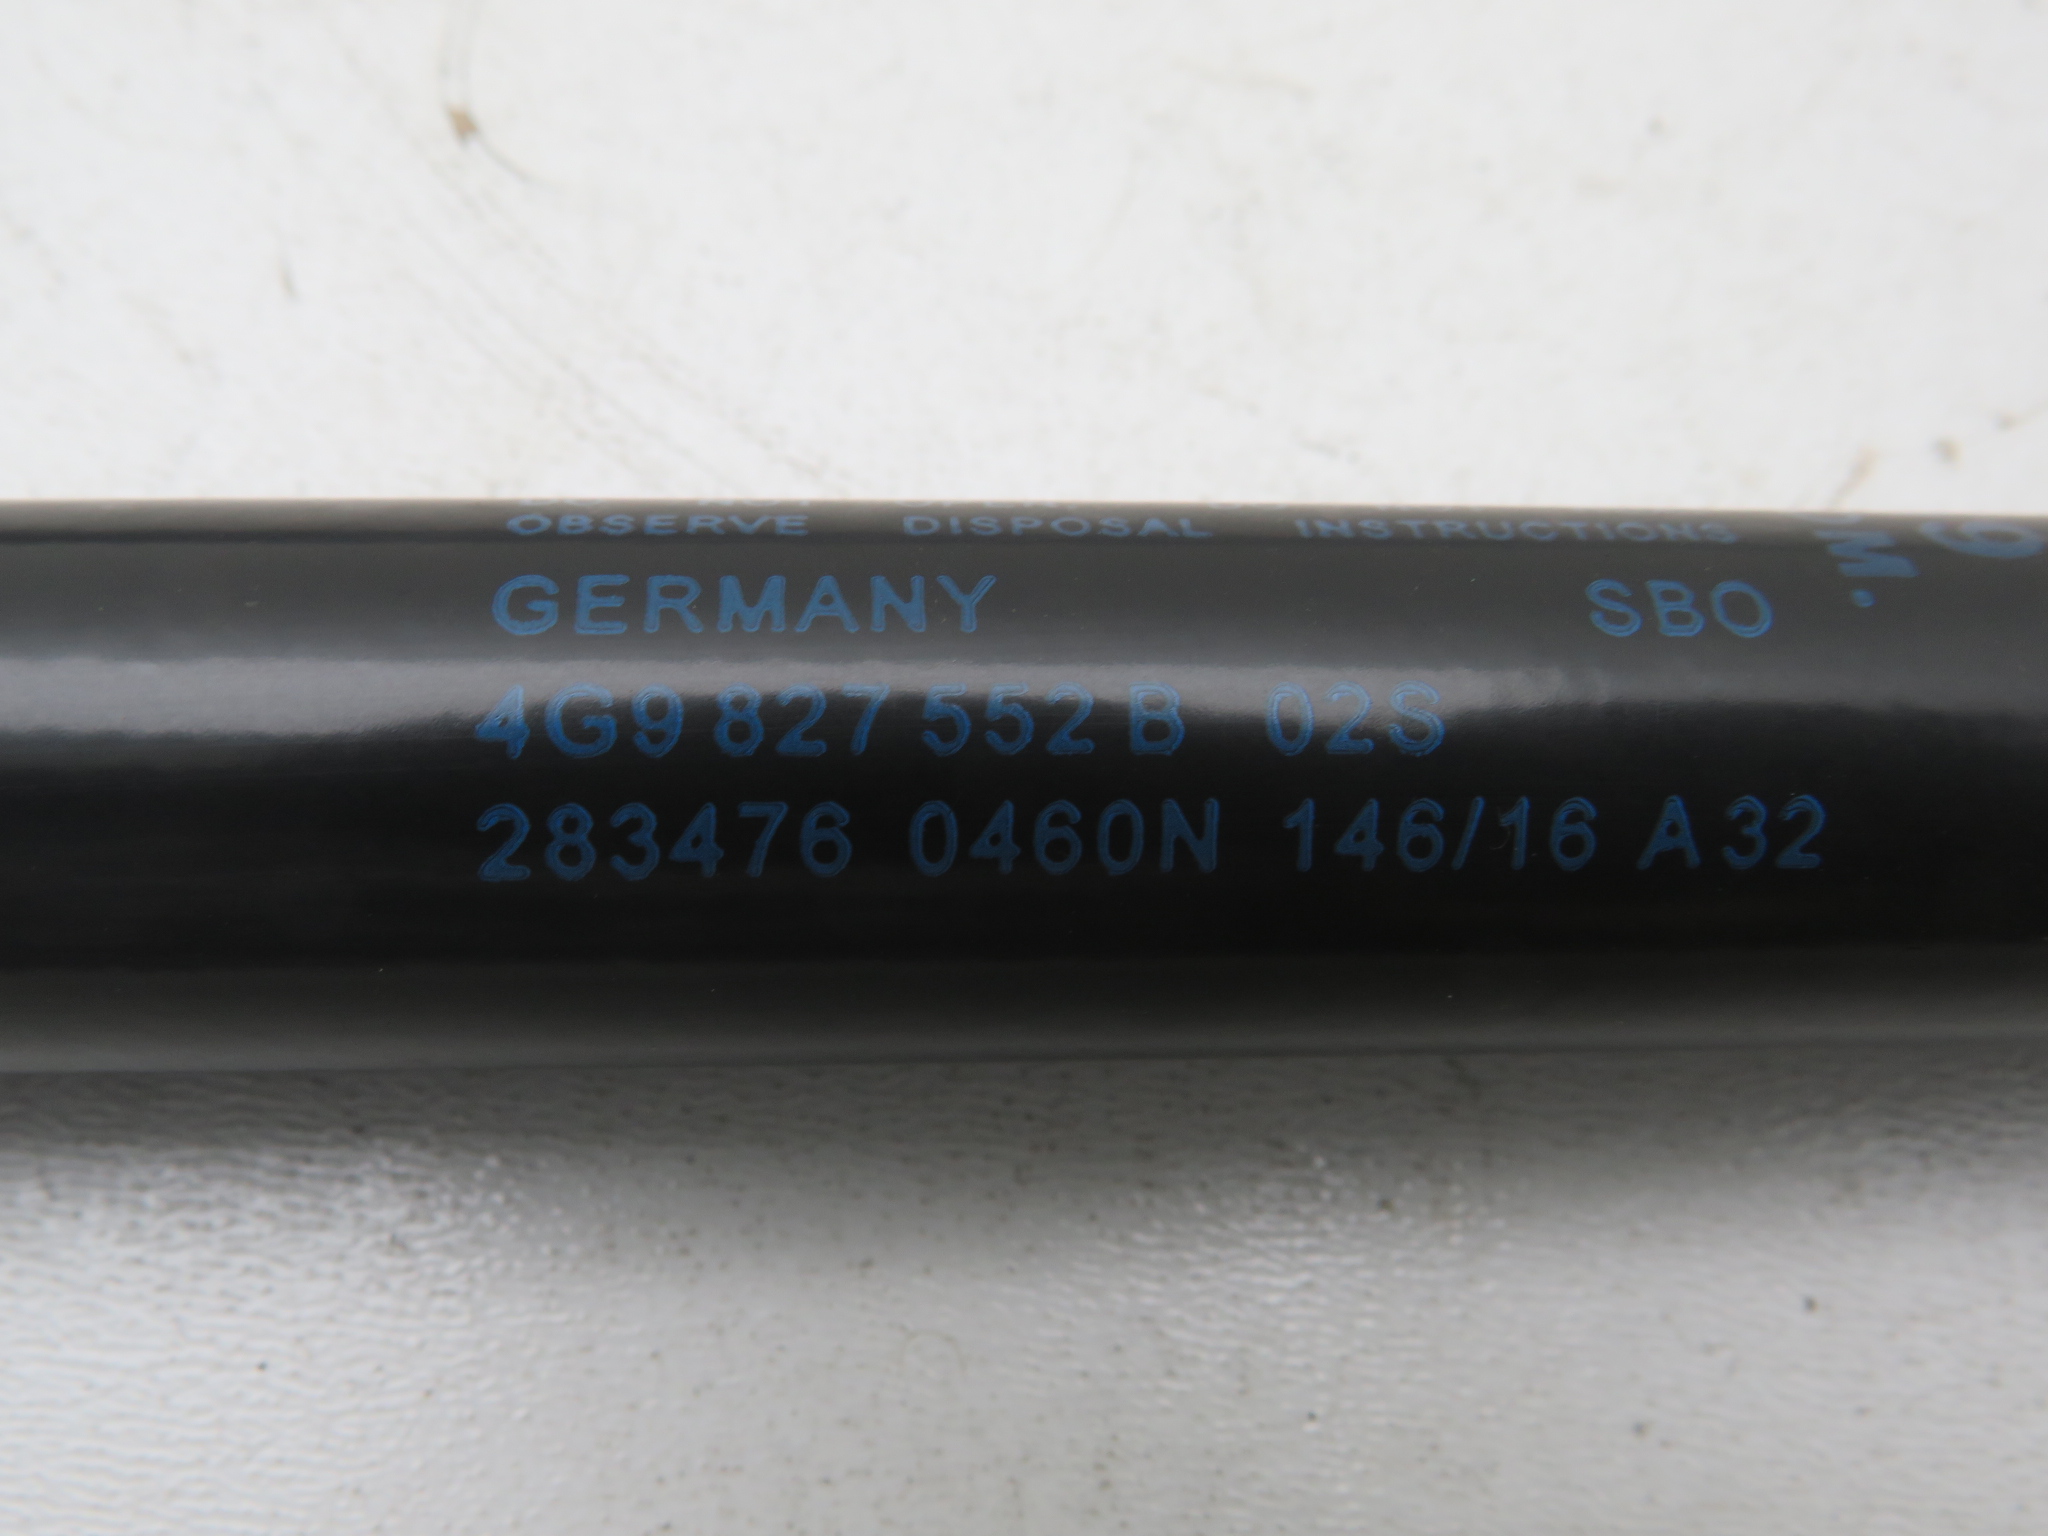 OBSERVE DISPOSAL INSTRUCTIONS
GERMANY SBO
4G9 827 552 B 02S
283476 0460N 146/16 A32